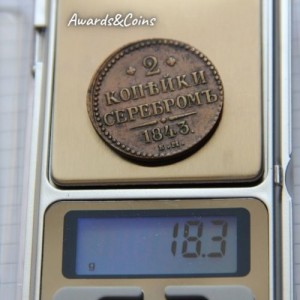 Awards&Coins
* 2 *
КОПѢЙКИ
СЕРЕБРОМЪ
1843.
Е.М.
18.3
g